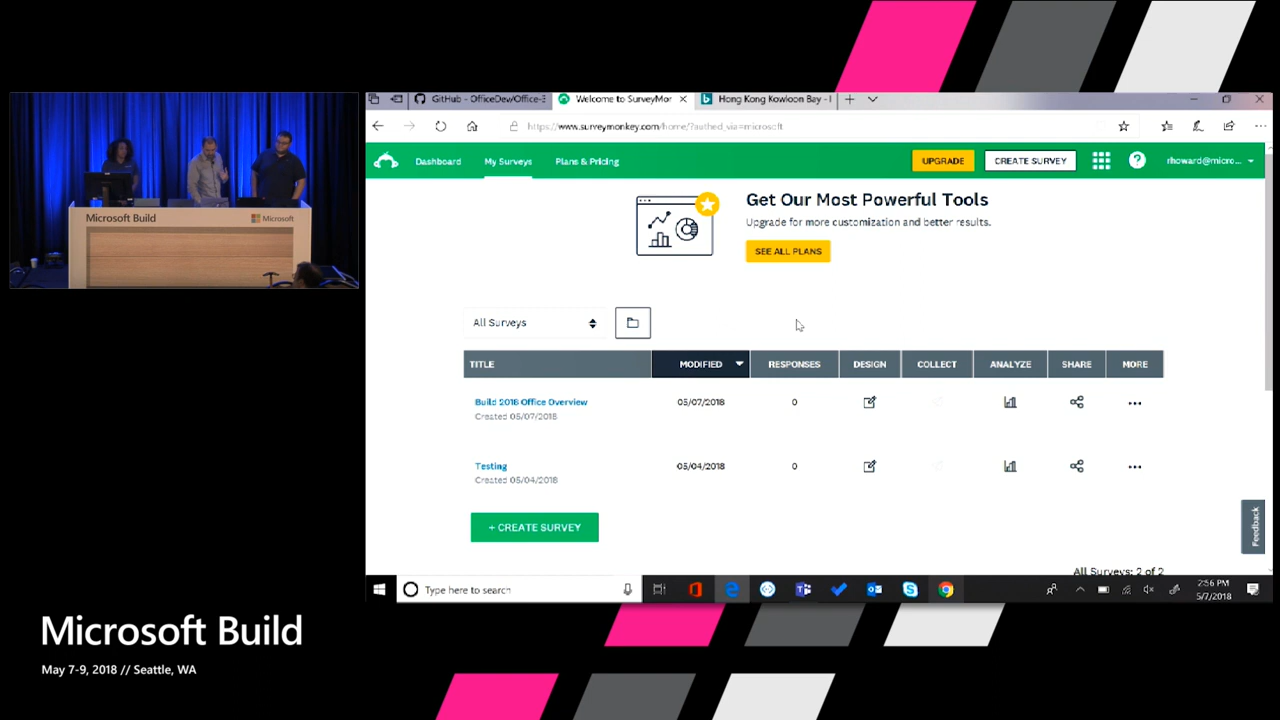 GitHub - OfficeDev/Office-
Welcome to SurveyMor
Hong Kong Kowloon Bay - I
https://www.surveymonkey.com/home/?authed_via=microsoft
Dashboard
My Surveys
Plans & Pricing
UPGRADE
CREATE SURVEY
?
rhoward@micro...
Get Our Most Powerful Tools
Upgrade for more customization and better results.
SEE ALL PLANS
All Surveys
TITLE MODIFIED RESPONSES DESIGN COLLECT ANALYZE SHARE MORE
Build 2018 Office Overview 05/07/2018 0
Created 05/07/2018
Testing 05/04/2018 0
Created 05/04/2018
+ CREATE SURVEY
Feedback
All Surveys: 2 of 2
Type here to search
2:56 PM
5/7/2018
Microsoft Build
Microsoft
Microsoft Build
May 7-9, 2018 // Seattle, WA